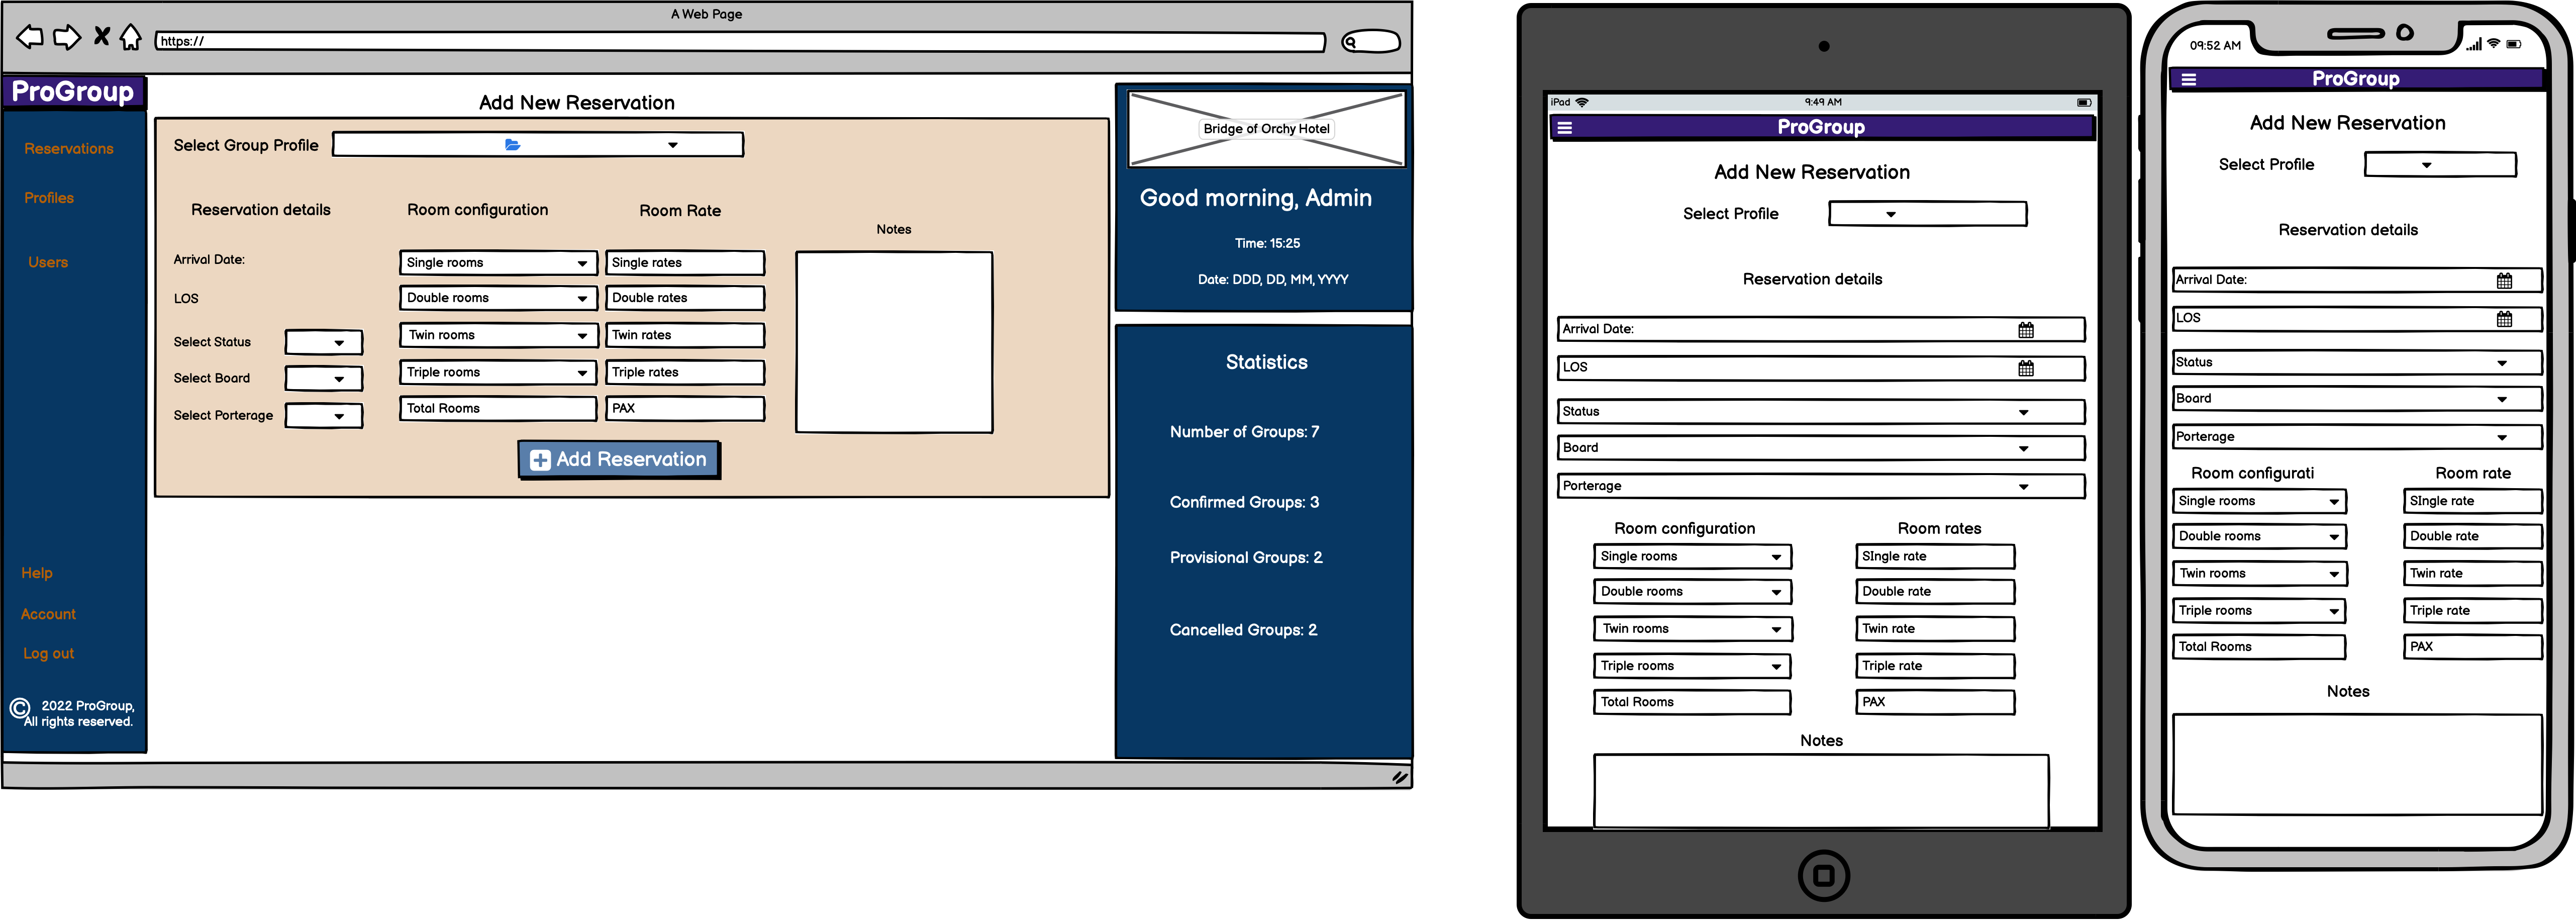 A Web Page
https://
ProGroup
Reservations
Profiles
Users
Help
Account
Log out
© 2022 ProGroup,
All rights reserved.
Add New Reservation
Select Group Profile
Reservation details
Arrival Date:
LOS
Select Status
Select Board
Select Porterage
Room configuration
Single rooms
Double rooms
Twin rooms
Triple rooms
Total Rooms
Room Rate
Single rates
Double rates
Twin rates
Triple rates
PAX
Notes
Add Reservation
Bridge of Orchy Hotel
Good morning, Admin
Time: 15:25
Date: DDD, DD, MM, YYYY
Statistics
Number of Groups: 7
Confirmed Groups: 3
Provisional Groups: 2
Cancelled Groups: 2
iPad
9:49 AM
ProGroup
Add New Reservation
Select Profile
Reservation details
Arrival Date:
LOS
Status
Board
Porterage
Room configuration
Single rooms
Double rooms
Twin rooms
Triple rooms
Total Rooms
Room rates
SIngle rate
Double rate
Twin rate
Triple rate
PAX
Notes
09:52 AM
ProGroup
Add New Reservation
Select Profile
Reservation details
Arrival Date:
LOS
Status
Board
Porterage
Room configurati
Single rooms
Double rooms
Twin rooms
Triple rooms
Total Rooms
Room rate
SIngle rate
Double rate
Twin rate
Triple rate
PAX
Notes